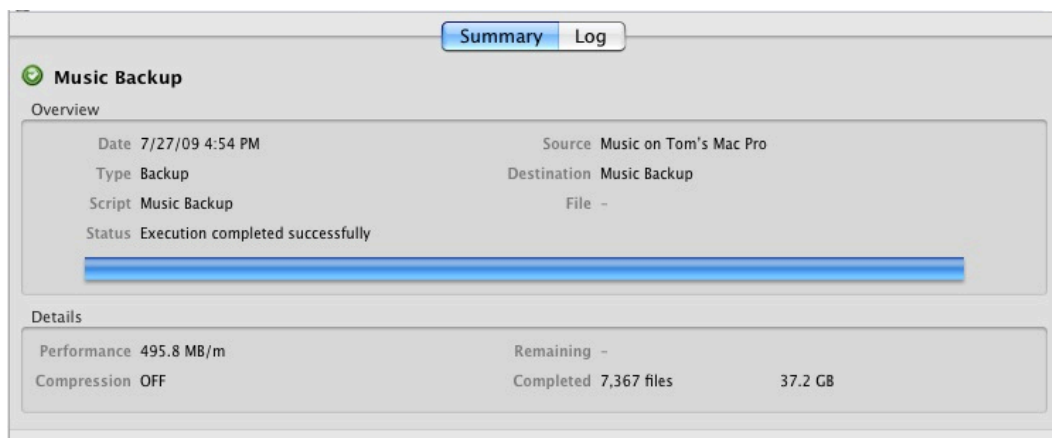 Summary Log
Music Backup
Overview
Date 7/27/09 4:54 PM Source Music on Tom's Mac Pro
Type Backup Destination Music Backup
Script Music Backup File -
Status Execution completed successfully
Details
Performance 495.8 MB/m Remaining -
Compression OFF Completed 7,367 files 37.2 GB